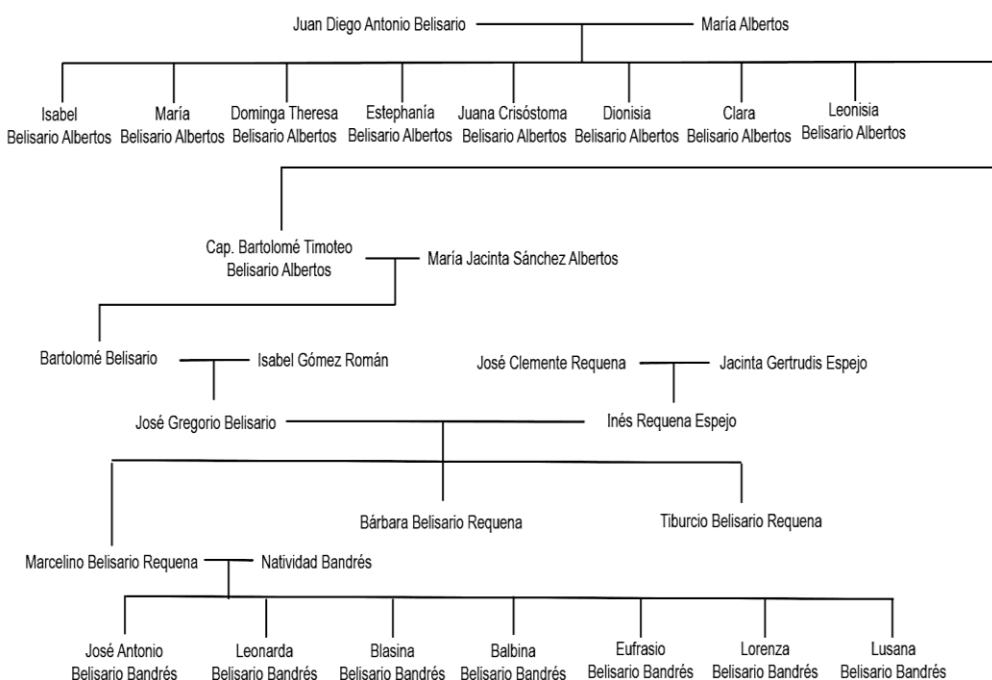 Juan Diego Antonio Belisario
María Albertos
Isabel
Belisario Albertos
María
Belisario Albertos
Dominga Theresa
Belisario Albertos
Estephanía
Belisario Albertos
Juana Crisóstoma
Belisario Albertos
Dionisia
Belisario Albertos
Clara
Belisario Albertos
Leonisia
Belisario Albertos
Cap. Bartolomé Timoteo
Belisario Albertos
María Jacinta Sánchez Albertos
Bartolomé Belisario
Isabel Gómez Román
José Clemente Requena
Jacinta Gertrudis Espejo
José Gregorio Belisario
Inés Requena Espejo
Bárbara Belisario Requena
Tiburcio Belisario Requena
Marcelino Belisario Requena
Natividad Bandrés
José Antonio
Belisario Bandrés
Leonarda
Belisario Bandrés
Blasina
Belisario Bandrés
Balbina
Belisario Bandrés
Eufrasio
Belisario Bandrés
Lorenza
Belisario Bandrés
Lusana
Belisario Bandrés